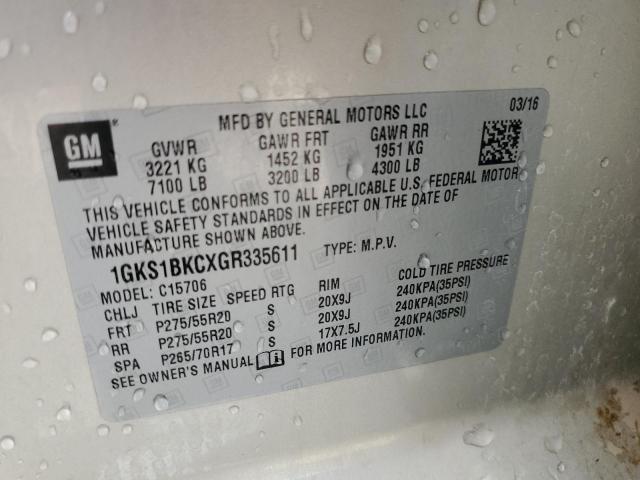 MFD BY GENERAL MOTORS LLC 03/16
GM
GVWR GAWR FRT GAWR RR
3221 KG 1452 KG 1951 KG
7100 LB 3200 LB 4300 LB
THIS VEHICLE CONFORMS TO ALL APPLICABLE U.S. FEDERAL MOTOR
VEHICLE SAFETY STANDARDS IN EFFECT ON THE DATE OF
MANUFACTURE SHOWN ABOVE.
1GKS1BKCXGR335611 TYPE: M.P.V.
MODEL: C15706
CHLJ TIRE SIZE SPEED RTG RIM COLD TIRE PRESSURE
FRT P275/55R20 S 20X9J 240KPA(35PSI)
RR P275/55R20 S 20X9J 240KPA(35PSI)
SPA P265/70R17 S 17X7.5J 240KPA(35PSI)
SEE OWNER'S MANUAL FOR MORE INFORMATION.